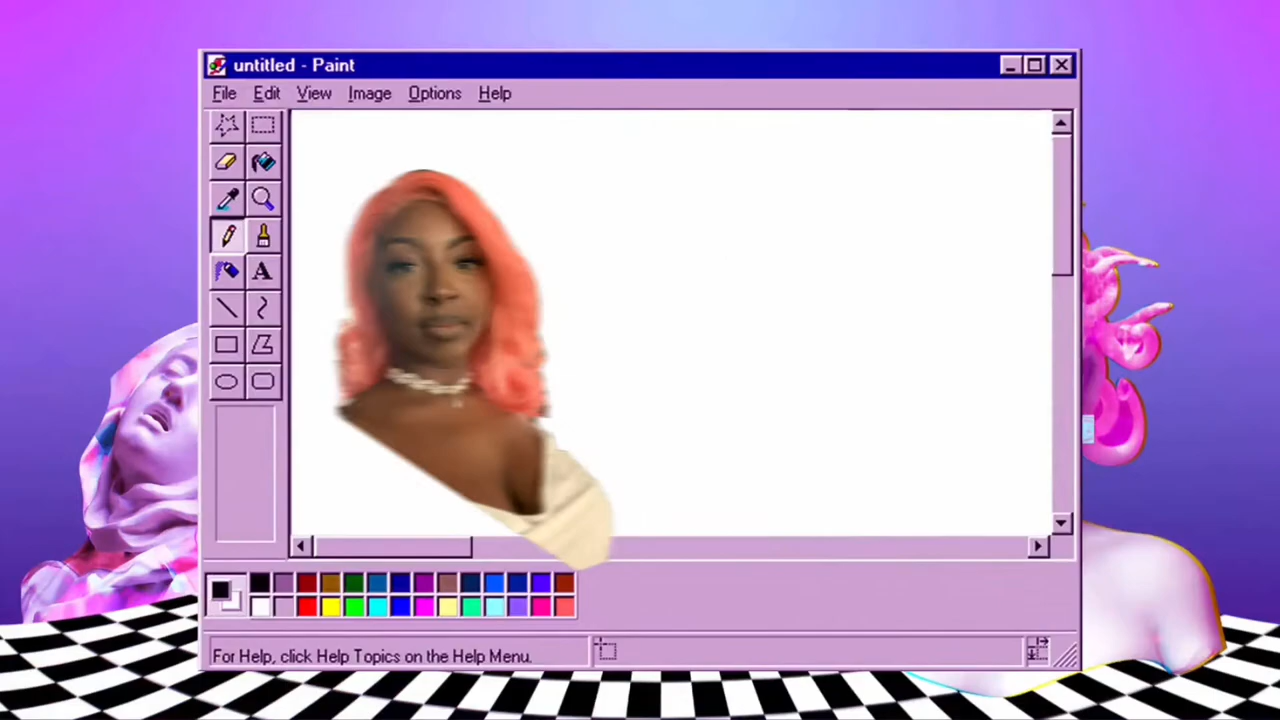 untitled - Paint
File Edit View Image Options Help
A
For Help, click Help Topics on the Help Menu.